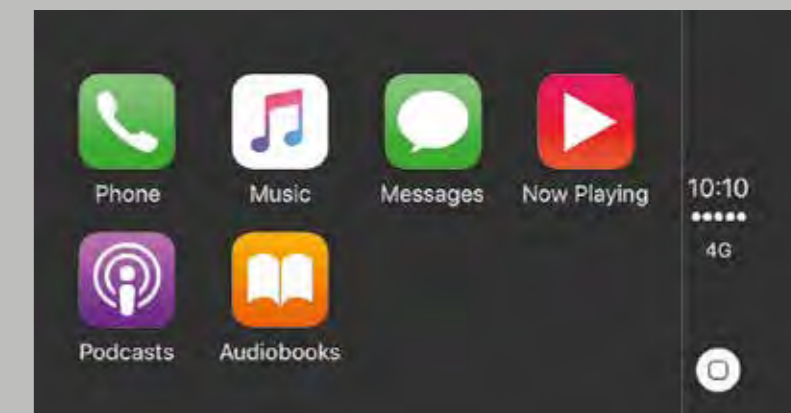 Phone
Music
Messages
Now Playing
10:10
4G
Podcasts
Audiobooks